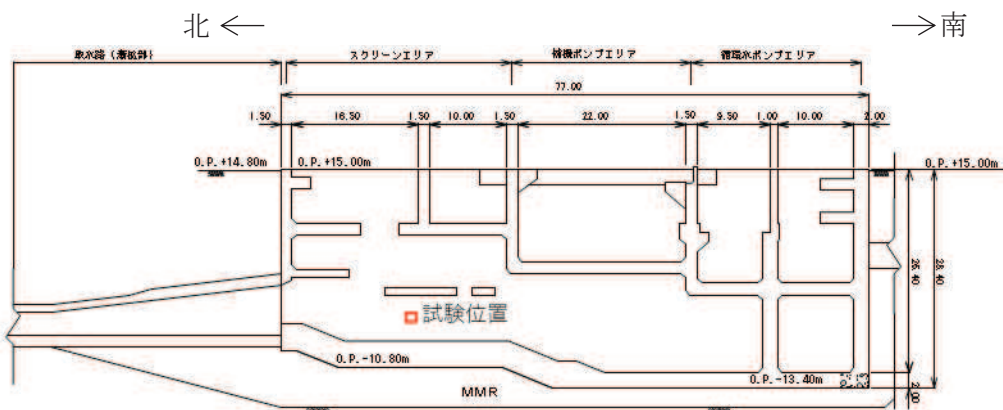 北 ← → 南
取水路（漸拡部）
スクリーンエリア
補機ポンプエリア
循環水ポンプエリア
77.00
1.50 16.50 1.50 10.00 1.50 22.00 1.50 9.50 1.00 10.00 2.00
O.P.+14.80m
O.P.+15.00m
O.P.+15.00m
26.40
28.40
試験位置
O.P.-10.80m
O.P.-13.40m
2.00
MMR